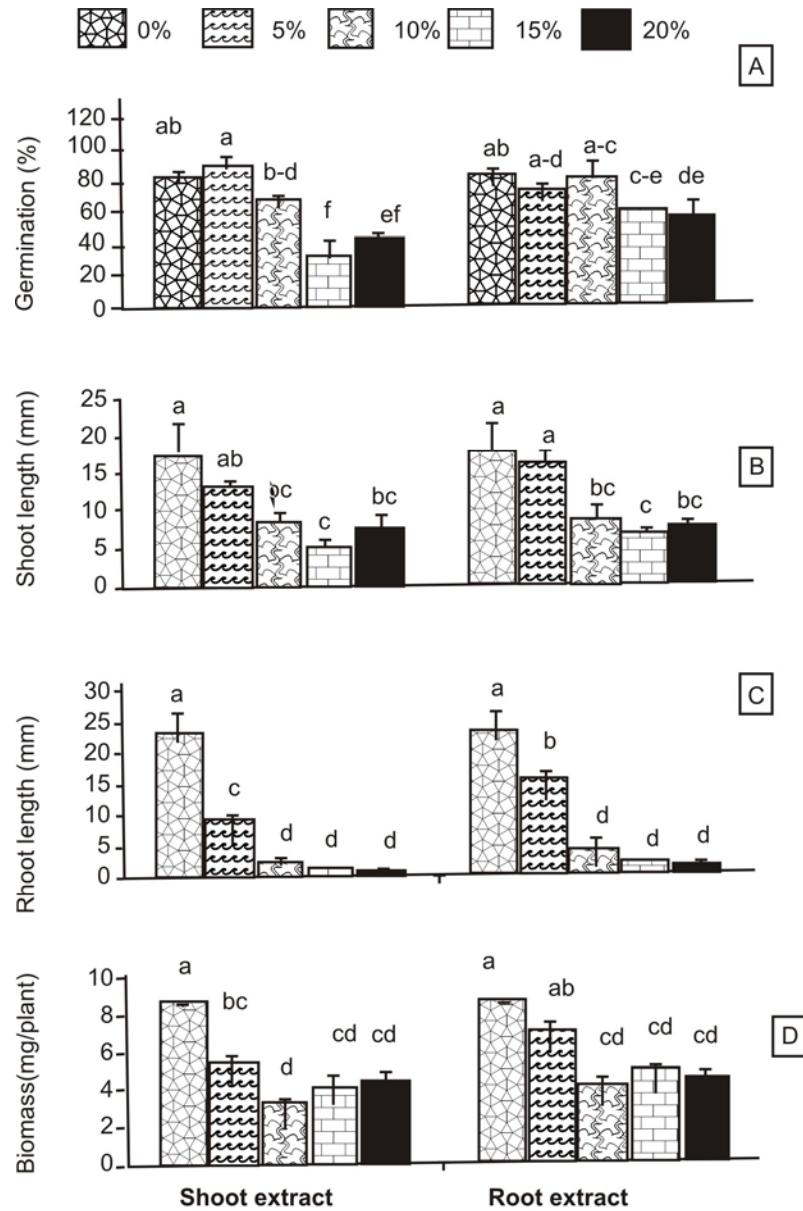 0% 5% 10% 15% 20%
A
Germination (%)
120
100
80
60
40
20
0
ab a b-d f ef ab a-d a-c c-e de
B
Shoot length (mm)
25
20
15
10
5
0
a ab bc c bc a a bc c bc
C
Rhoot length (mm)
30
25
20
15
10
5
0
a c d d d a b d d d
D
Biomass(mg/plant)
10
8
6
4
2
0
a bc d cd cd a ab cd cd cd
Shoot extract Root extract